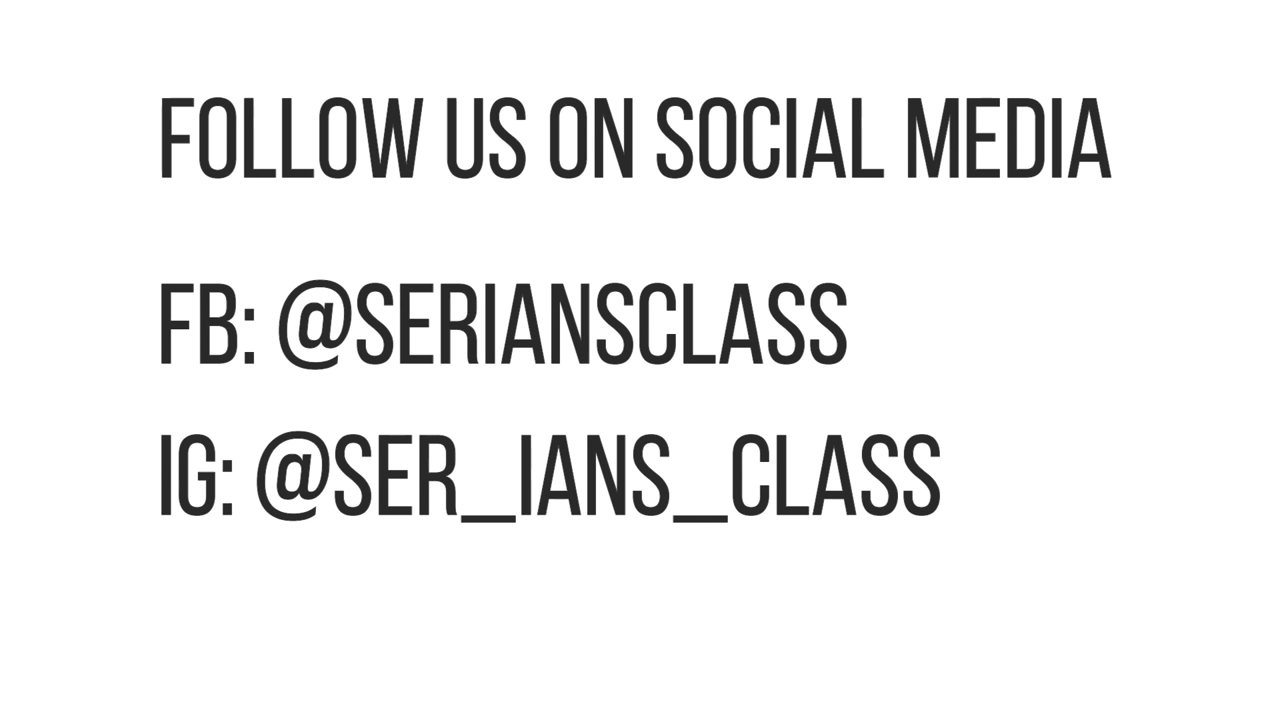 FOLLOW US ON SOCIAL MEDIA
FB: @SERIANSCLASS
IG: @SER_IANS_CLASS